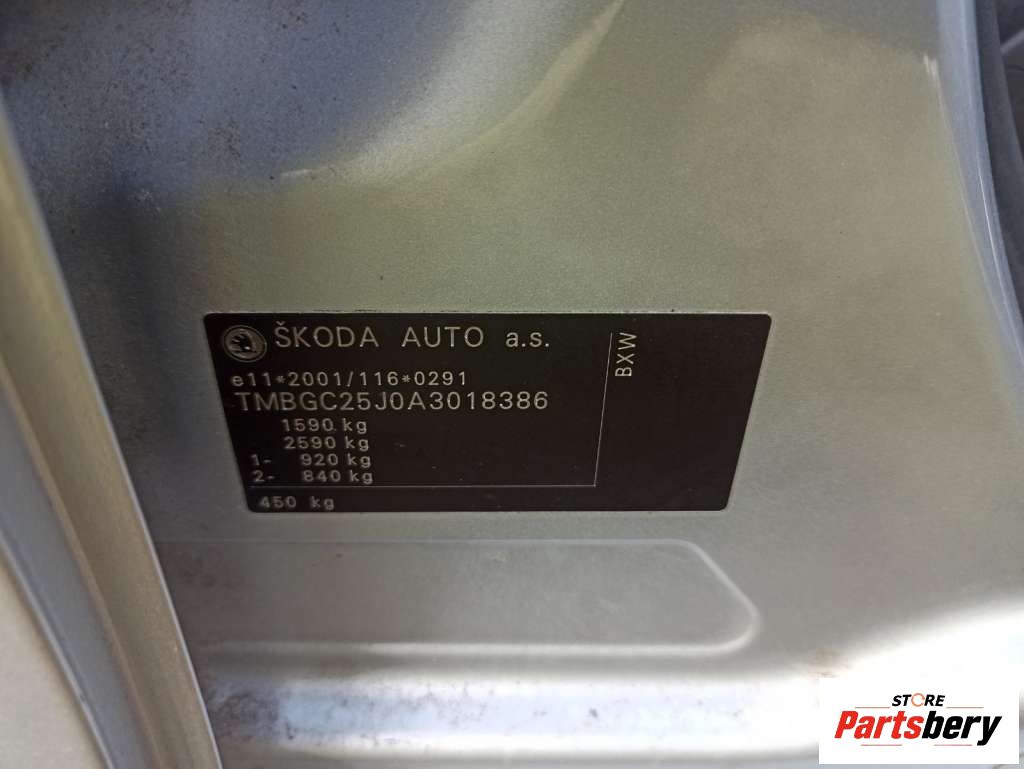 ŠKODA AUTO a.s.
e11*2001/116*0291
TMBGC25J0A3018386
1590 kg
2590 kg
1- 920 kg
2- 840 kg
450 kg
BXW
STORE
Partsbery